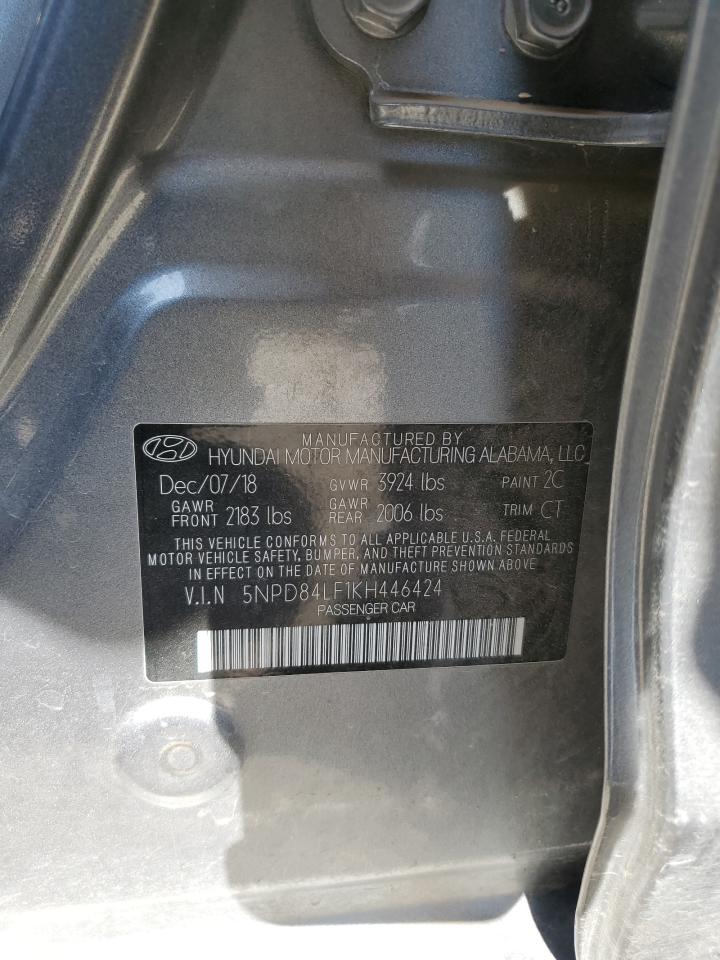 MANUFACTURED BY
HYUNDAI MOTOR MANUFACTURING ALABAMA, LLC
Dec/07/18 GVWR 3924 lbs PAINT 2C
GAWR FRONT 2183 lbs GAWR REAR 2006 lbs TRIM CT
THIS VEHICLE CONFORMS TO ALL APPLICABLE U.S.A. FEDERAL
MOTOR VEHICLE SAFETY, BUMPER, AND THEFT PREVENTION STANDARDS
IN EFFECT ON THE DATE OF MANUFACTURE SHOWN ABOVE.
V.I.N 5NPD84LF1KH446424
PASSENGER CAR